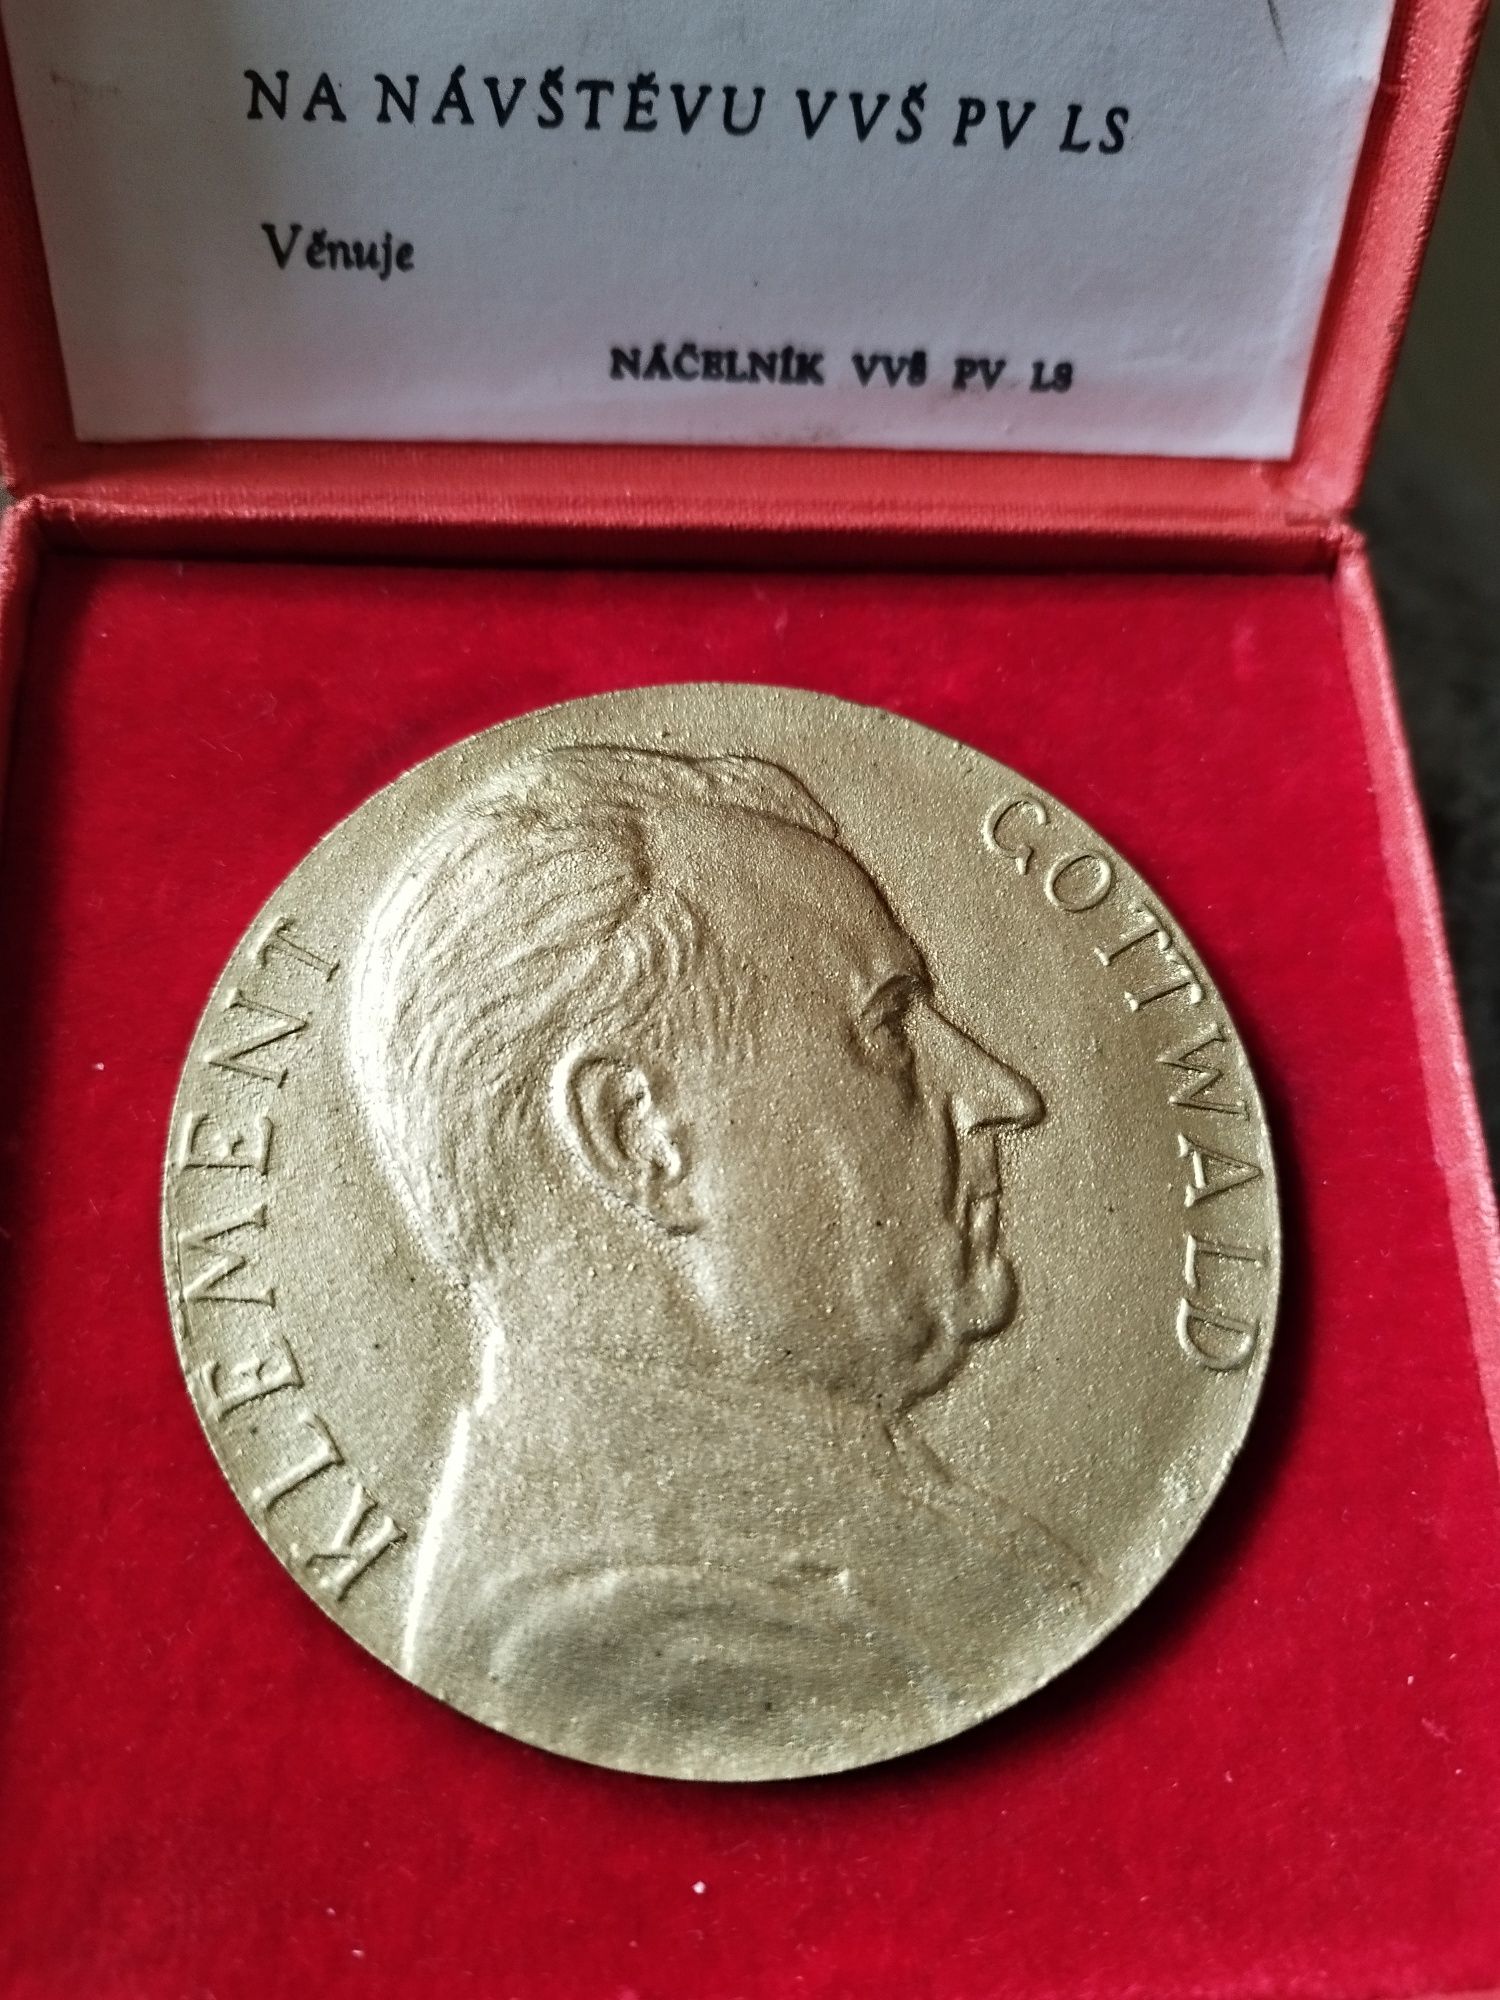 NA NÁVŠTĚVU VVŠ PV LS
Věnuje
NÁČELNÍK VVŠ PV LS
KLEMENT GOTTWALD